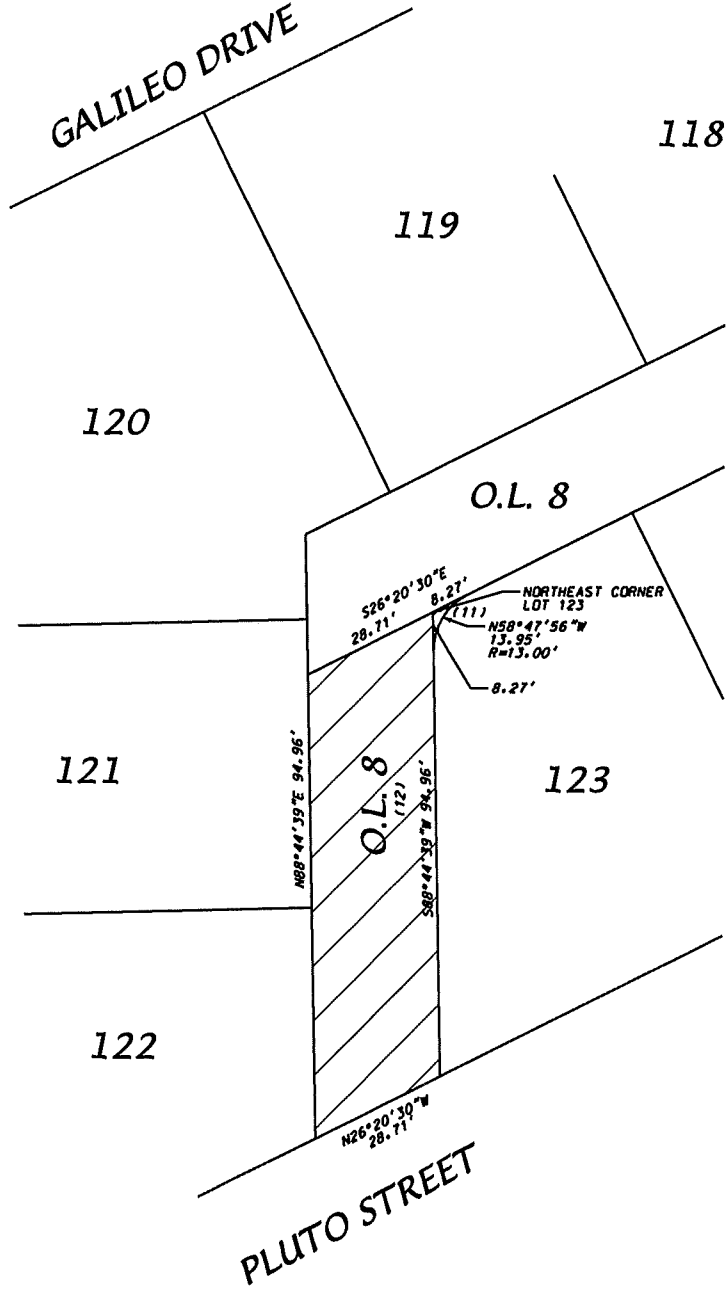 GALILEO DRIVE
118
119
120
O.L. 8
S26°20'30"E
28.71'
8.27'
(11)
NORTHEAST CORNER
LOT 123
N58°47'56"W
13.95'
R=13.00'
8.27'
121
N88°44'39"E 94.96'
O.L. 8
(12)
S88°44'39"W 94.96'
123
122
N26°20'30"W
28.71'
PLUTO STREET